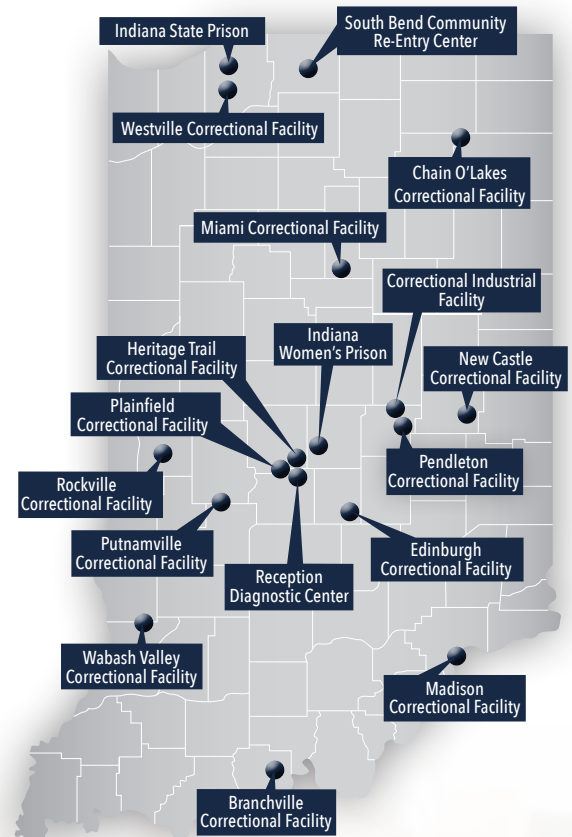 Indiana State Prison
South Bend Community
Re-Entry Center
Westville Correctional Facility
Chain O'Lakes
Correctional Facility
Miami Correctional Facility
Correctional Industrial
Facility
Heritage Trail
Correctional Facility
Indiana
Women's Prison
New Castle
Correctional Facility
Plainfield
Correctional Facility
Pendleton
Correctional Facility
Rockville
Correctional Facility
Putnamville
Correctional Facility
Reception
Diagnostic Center
Edinburgh
Correctional Facility
Wabash Valley
Correctional Facility
Madison
Correctional Facility
Branchville
Correctional Facility